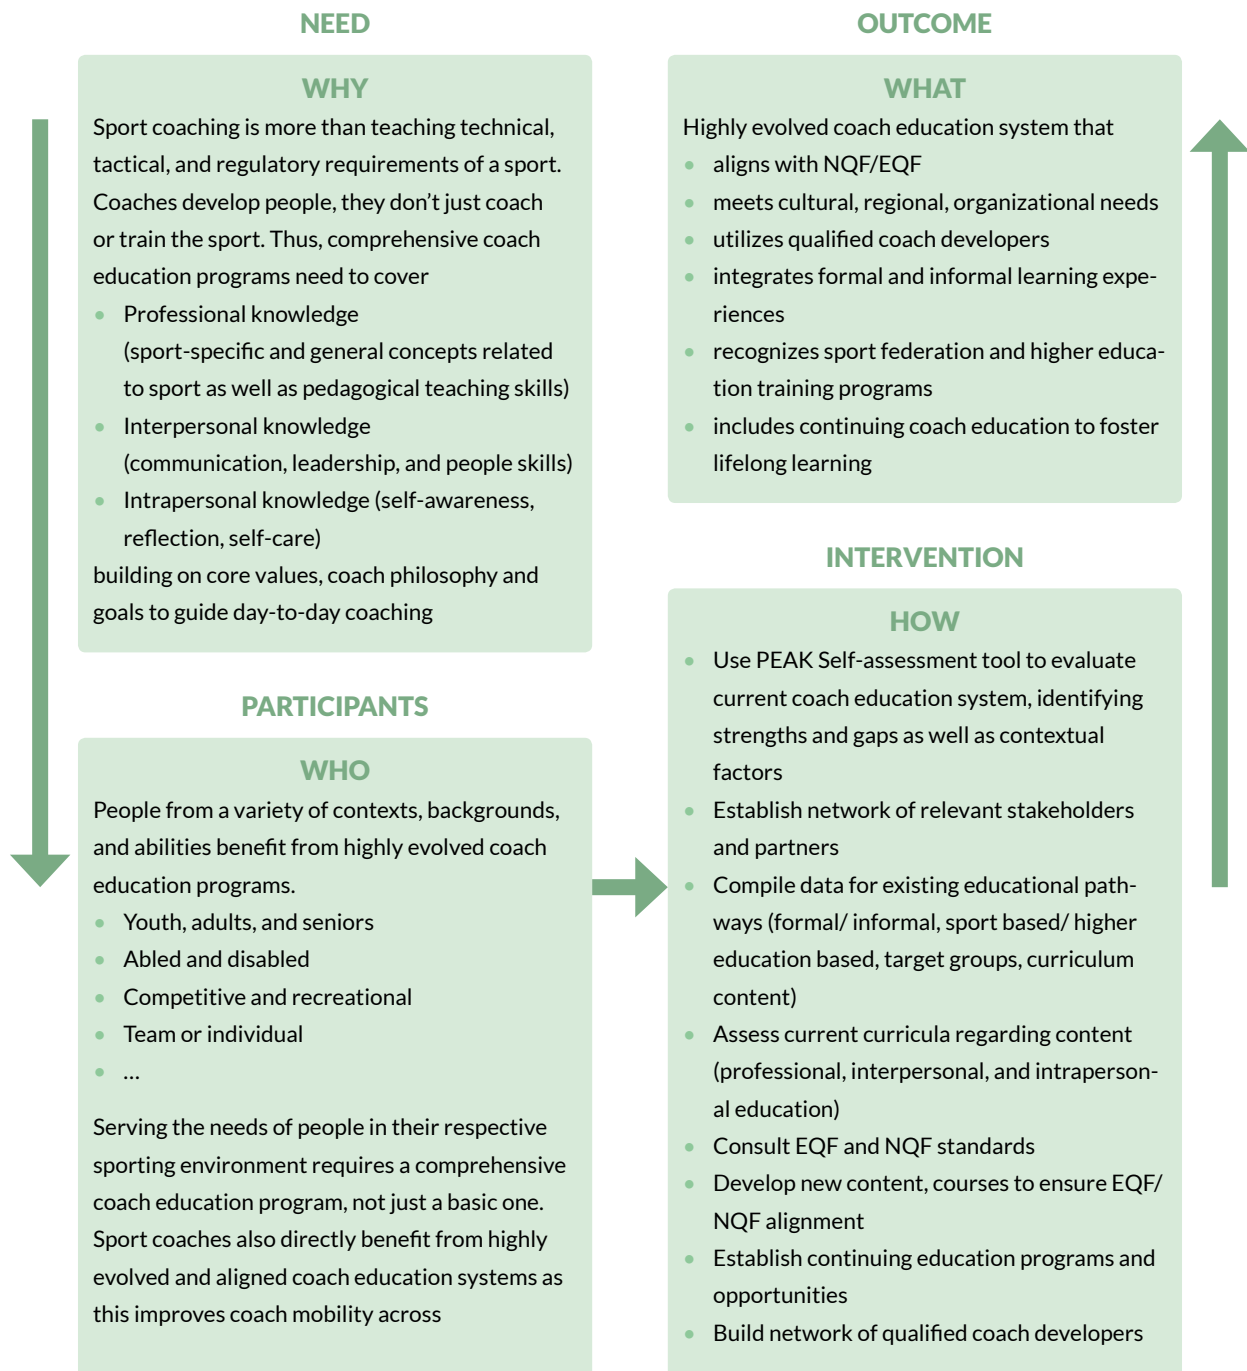 NEED
WHY
Sport coaching is more than teaching technical,
tactical, and regulatory requirements of a sport.
Coaches develop people, they don’t just coach
or train the sport. Thus, comprehensive coach
education programs need to cover
• Professional knowledge
(sport-specific and general concepts related
to sport as well as pedagogical teaching skills)
• Interpersonal knowledge
(communication, leadership, and people skills)
• Intrapersonal knowledge (self-awareness,
reflection, self-care)
building on core values, coach philosophy and
goals to guide day-to-day coaching
PARTICIPANTS
WHO
People from a variety of contexts, backgrounds,
and abilities benefit from highly evolved coach
education programs.
• Youth, adults, and seniors
• Abled and disabled
• Competitive and recreational
• Team or individual
• ...
Serving the needs of people in their respective
sporting environment requires a comprehensive
coach education program, not just a basic one.
Sport coaches also directly benefit from highly
evolved and aligned coach education systems as
this improves coach mobility across
OUTCOME
WHAT
Highly evolved coach education system that
• aligns with NQF/EQF
• meets cultural, regional, organizational needs
• utilizes qualified coach developers
• integrates formal and informal learning expe-
riences
• recognizes sport federation and higher educa-
tion training programs
• includes continuing coach education to foster
lifelong learning
INTERVENTION
HOW
• Use PEAK Self-assessment tool to evaluate
current coach education system, identifying
strengths and gaps as well as contextual
factors
• Establish network of relevant stakeholders
and partners
• Compile data for existing educational path-
ways (formal/ informal, sport based/ higher
education based, target groups, curriculum
content)
• Assess current curricula regarding content
(professional, interpersonal, and intraperson-
al education)
• Consult EQF and NQF standards
• Develop new content, courses to ensure EQF/
NQF alignment
• Establish continuing education programs and
opportunities
• Build network of qualified coach developers